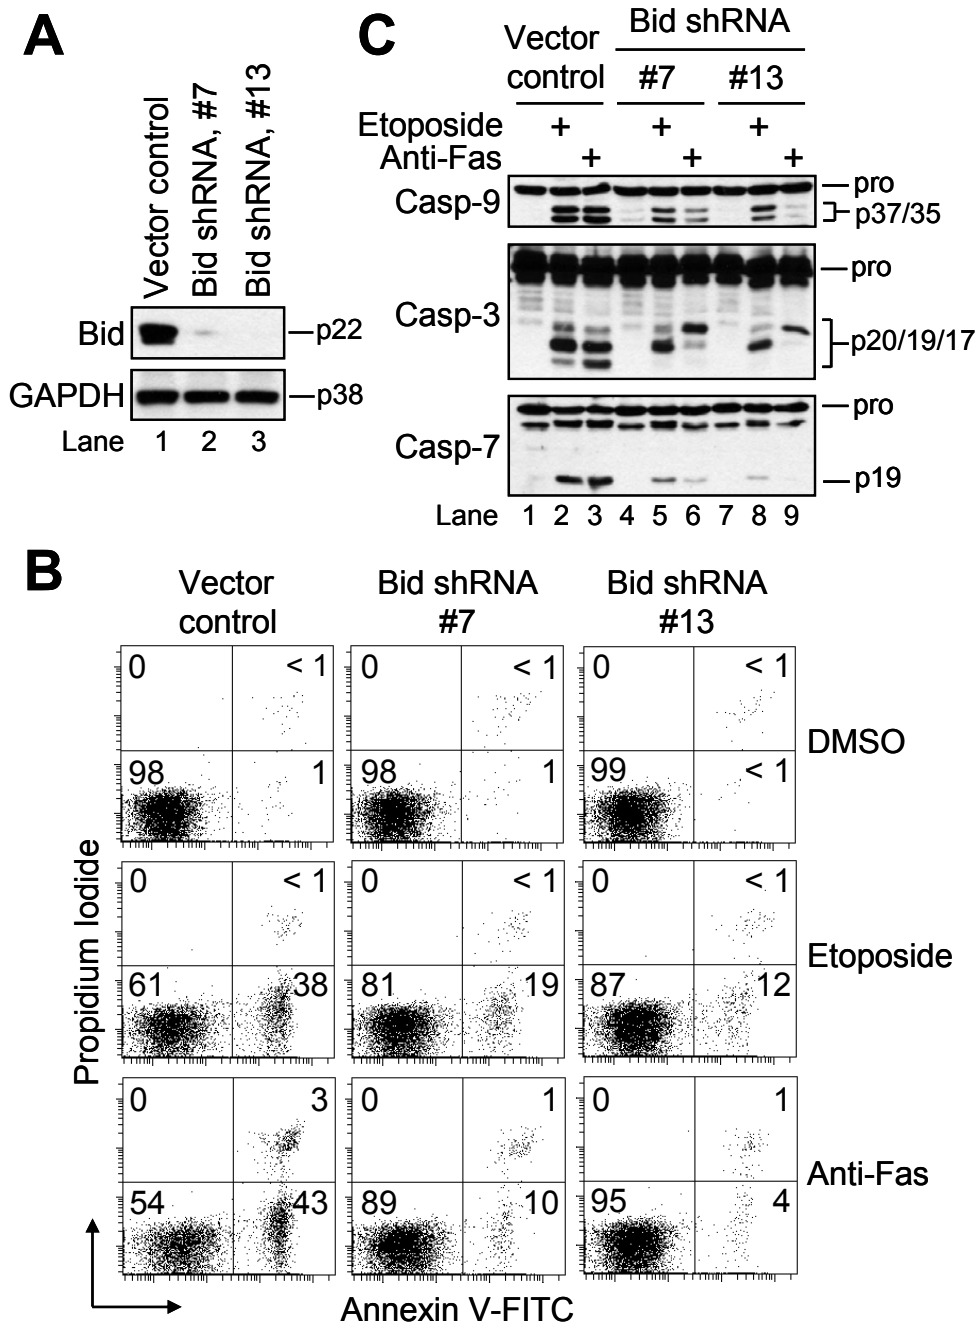 A
Vector control
Bid shRNA, #7
Bid shRNA, #13
Bid
p22
GAPDH
p38
Lane 1 2 3
C
Vector control
Bid shRNA
#7 #13
Etoposide + + +
Anti-Fas + + +
Casp-9
pro
p37/35
Casp-3
pro
p20/19/17
Casp-7
pro
p19
Lane 1 2 3 4 5 6 7 8 9
B
Vector control
Bid shRNA #7
Bid shRNA #13
0 < 1 0 < 1 0 < 1
DMSO
98 1 98 1 99 < 1
0 < 1 0 < 1 0 < 1
Etoposide
61 38 81 19 87 12
0 3 0 1 0 1
Anti-Fas
54 43 89 10 95 4
Propidium Iodide
Annexin V-FITC